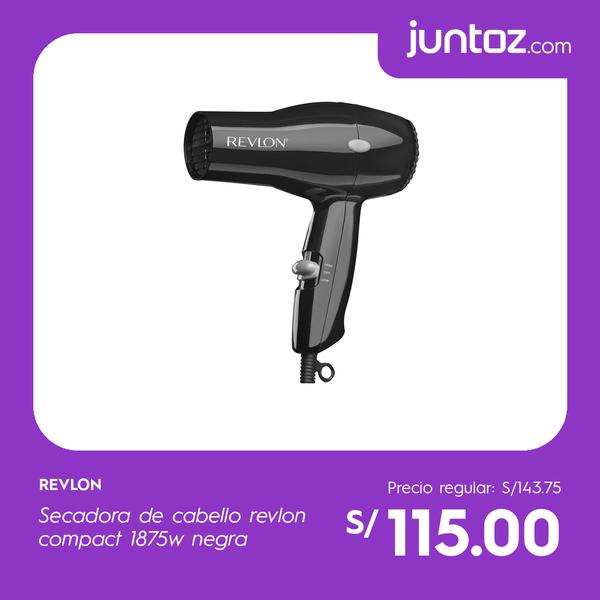 juntoz.com
REVLON®
REVLON
Secadora de cabello revlon
compact 1875w negra
Precio regular: S/143.75
S/115.00